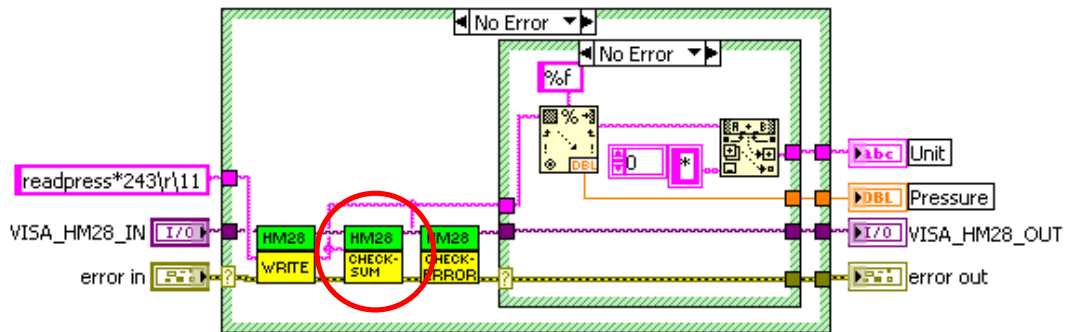 No Error
No Error
%f
%
DBL
A + B
0
*
abc Unit
readpress*243\r\11
DBL Pressure
VISA_HM28_IN I/O
HM28
HM28
HM28
I/O VISA_HM28_OUT
WRITE
CHECK-
SUM
CHECK-
ERROR
error in
?
?
error out